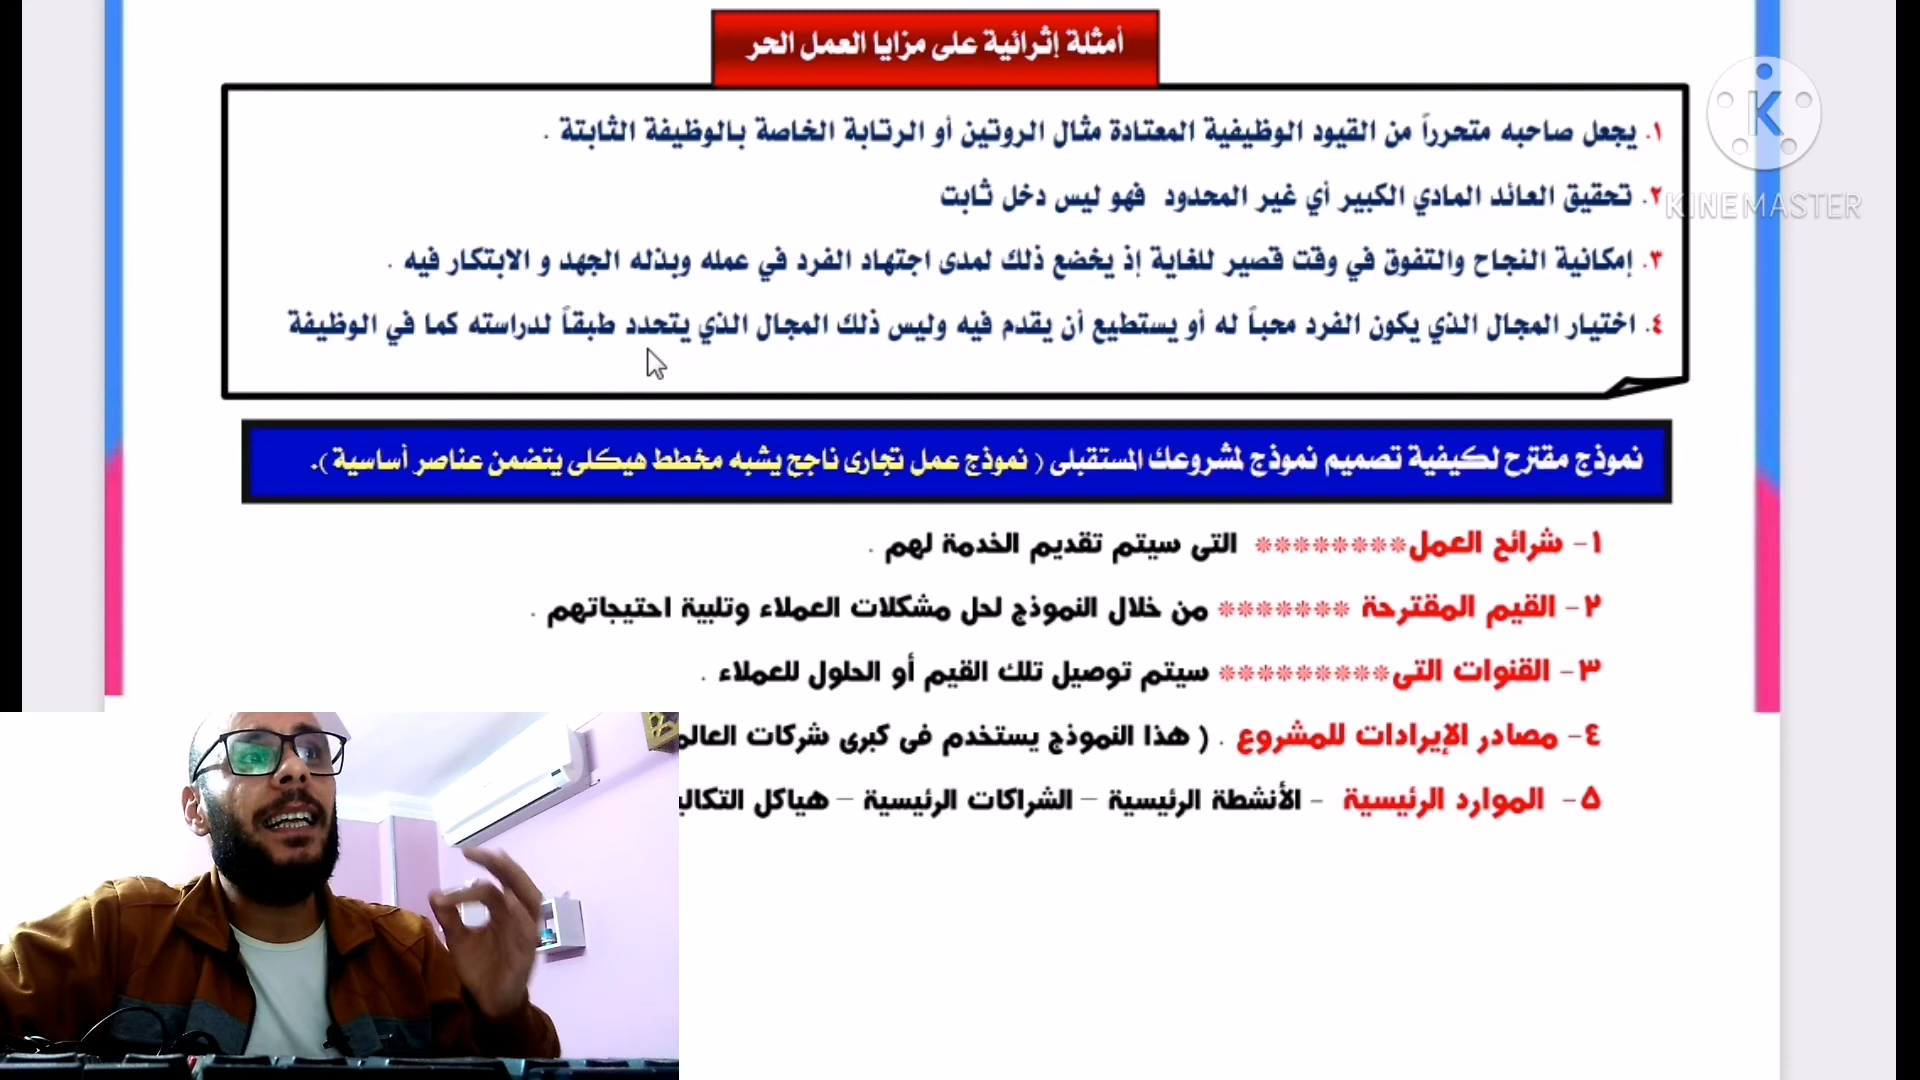 أمثلة إثرائية على مزايا العمل الحر
١. يجعل صاحبه متحرراً من القيود الوظيفية المعتادة مثال الروتين أو الرتابة الخاصة بالوظيفة الثابتة .
٢. تحقيق العائد المادي الكبير أي غير المحدود فهو ليس دخل ثابت
٣. إمكانية النجاح والتفوق في وقت قصير للغاية إذ يخضع ذلك لمدى اجتهاد الفرد في عمله وبذله الجهد و الابتكار فيه .
٤. اختيار المجال الذي يكون الفرد محباً له أو يستطيع أن يقدم فيه وليس ذلك المجال الذي يتحدد طبقاً لدراسته كما في الوظيفة
K
KINEMASTER
نموذج مقترح لكيفية تصميم نموذج لمشروعك المستقبلى ( نموذج عمل تجارى ناجح يشبه مخطط هيكلى يتضمن عناصر أساسية ).
١- شرائح العمل******** التى سيتم تقديم الخدمة لهم .
٢- القيم المقترحة ******* من خلال النموذج لحل مشكلات العملاء وتلبية احتيجاتهم .
٣- القنوات التى********* سيتم توصيل تلك القيم أو الحلول للعملاء .
٤- مصادر الإيرادات للمشروع . ( هذا النموذج يستخدم فى كبرى شركات العالم
٥- الموارد الرئيسية - الأنشطة الرئيسية – الشراكات الرئيسية – هياكل